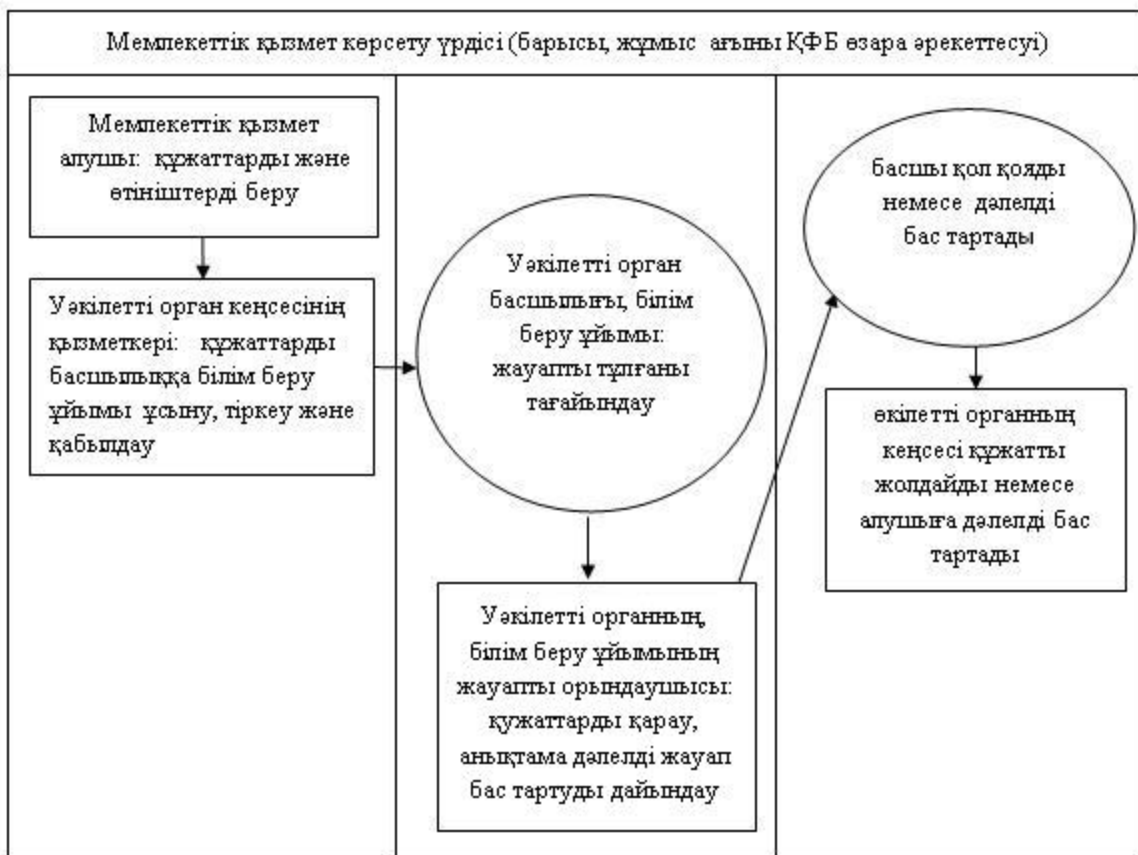 Мемлекеттік қызмет көрсету үрдісі (барысы, жұмыс ағыны ҚФБ өзара әрекеттесуі)
Мемлекеттік қызмет
алушы: құжаттарды және
өтініштерді беру
Уәкілетті орган кеңсесінің
қызметкері: құжаттарды
басшылыққа білім беру
ұйымы ұсыну, тіркеу және
қабылдау
Уәкілетті орган
басшылығы, білім
беру ұйымы:
жауапты тұлғаны
тағайындау
Уәкілетті органның,
білім беру ұйымының
жауапты орындаушысы:
қужаттарды қарау,
анықтама дәлелді жауап
бас тартуды дайындау
басшы қол қояды
немесе дәлелді
бас тартады
өкілетті органның
кеңсесі құжатты
жолдайды немесе
алушыға дәлелді бас
тартады